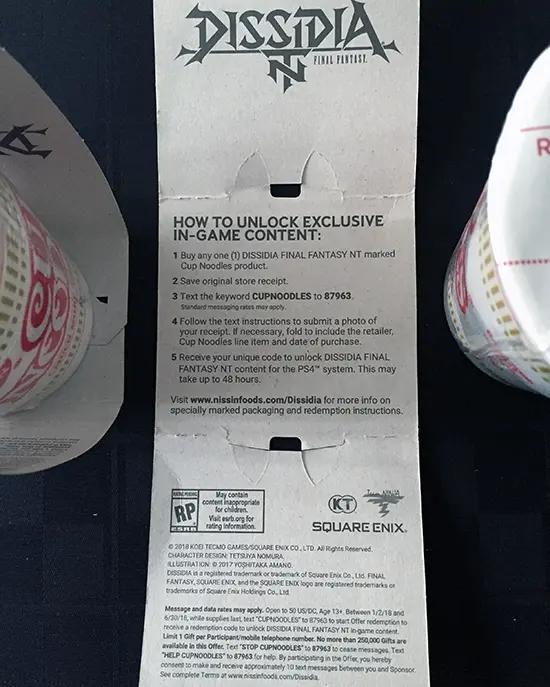 DISSIDIA
NT
FINAL FANTASY
HOW TO UNLOCK EXCLUSIVE
IN-GAME CONTENT:
1 Buy any one (1) DISSIDIA FINAL FANTASY NT marked
Cup Noodles product.
2 Save original store receipt.
3 Text the keyword CUPNOODLES to 87963.
Standard messaging rates may apply.
4 Follow the text instructions to submit a photo of
your receipt. If necessary, fold to include the retailer,
Cup Noodles line item and date of purchase.
5 Receive your unique code to unlock DISSIDIA FINAL
FANTASY NT content for the PS4™ system. This may
take up to 48 hours.
Visit www.nissinfoods.com/Dissidia for more info on
specially marked packaging and redemption instructions.
RATING PENDING
RP
ESRB
May contain
content inappropriate
for children.
Visit esrb.org for
rating information.
KT
SQUARE ENIX.
© 2018 KOEI TECMO GAMES/SQUARE ENIX CO., LTD. All Rights Reserved.
CHARACTER DESIGN: TETSUYA NOMURA.
ILLUSTRATION: © 2017 YOSHITAKA AMANO.
DISSIDIA is a registered trademark or trademark of Square Enix Co., Ltd. FINAL
FANTASY, SQUARE ENIX, and the SQUARE ENIX logo are registered trademarks or
trademarks of Square Enix Holdings Co., Ltd.
Message and data rates may apply. Open to 50 US/DC, Age 13+. Between 1/2/18 and
6/30/18, while supplies last, text "CUPNOODLES" to 87963 to start Offer redemption to
receive a redemption code to unlock DISSIDIA FINAL FANTASY NT in-game content.
Limit 1 Gift per Participant/mobile telephone number. No more than 250,000 Gifts are
available in this Offer. Text "STOP CUPNOODLES" to 87963 to cease messages. Text
"HELP CUPNOODLES" to 87963 for help. By participating in the Offer, you hereby
consent to make and receive approximately 10 text messages between you and Sponsor.
See complete Terms at www.nissinfoods.com/Dissidia.
R